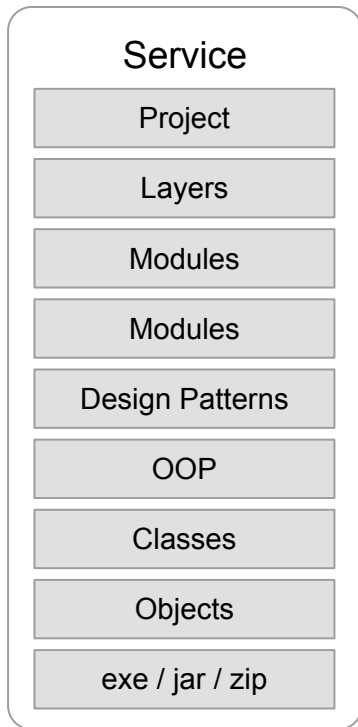 Service
Project
Layers
Modules
Modules
Design Patterns
OOP
Classes
Objects
exe / jar / zip